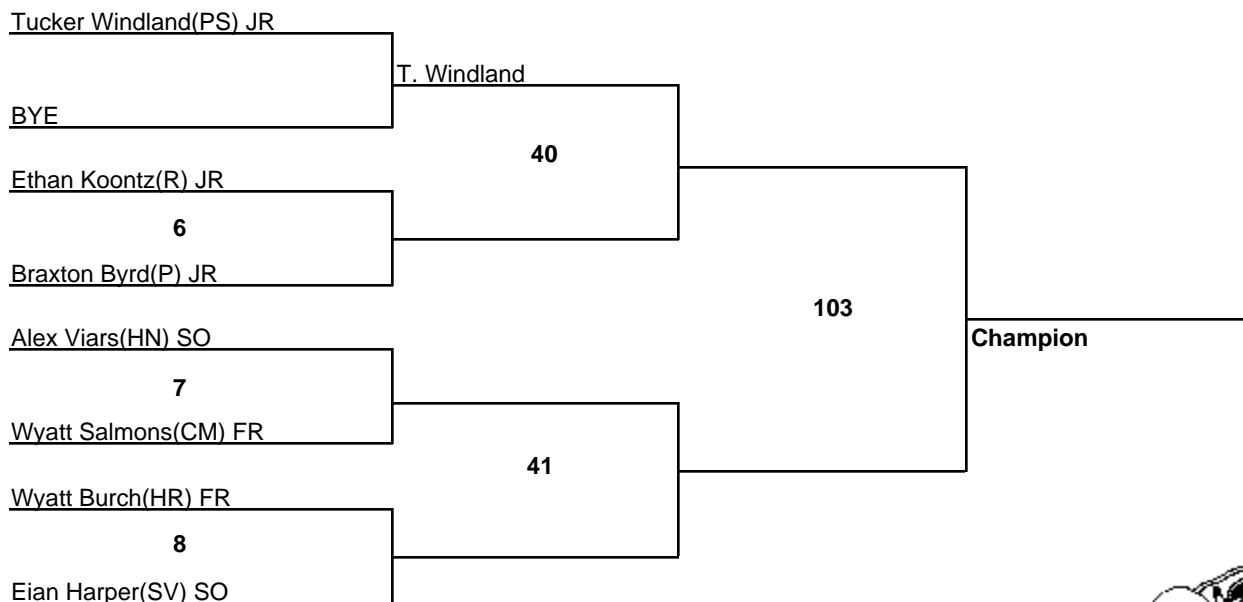 Tucker Windland(PS) JR
T. Windland
BYE
40
Ethan Koontz(R) JR
6
Braxton Byrd(P) JR
103
Alex Viars(HN) SO
Champion
7
Wyatt Salmons(CM) FR
41
Wyatt Burch(HR) FR
8
Eian Harper(SV) SO